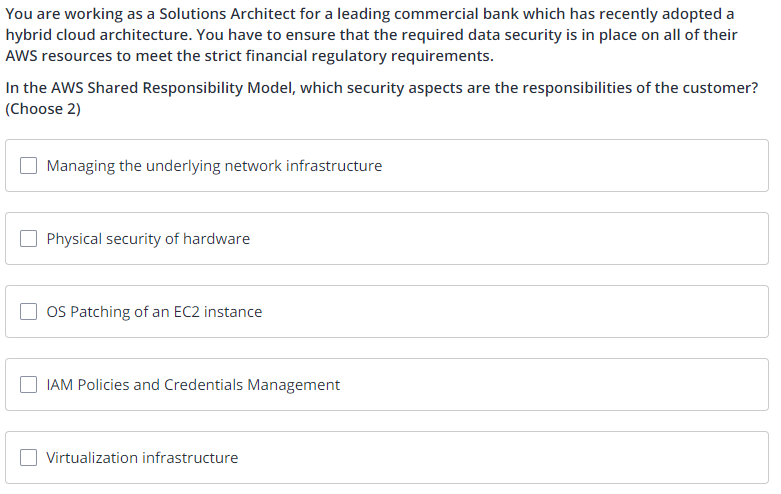 You are working as a Solutions Architect for a leading commercial bank which has recently adopted a
hybrid cloud architecture. You have to ensure that the required data security is in place on all of their
AWS resources to meet the strict financial regulatory requirements.
In the AWS Shared Responsibility Model, which security aspects are the responsibilities of the customer?
(Choose 2)
Managing the underlying network infrastructure
Physical security of hardware
OS Patching of an EC2 instance
IAM Policies and Credentials Management
Virtualization infrastructure